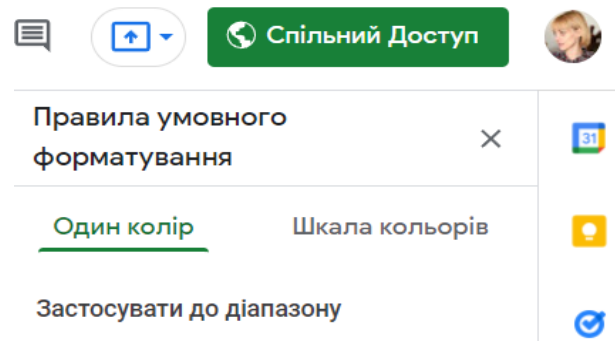 Спільний Доступ
Правила умовного
форматування
31
Один колір
Шкала кольорів
Застосувати до діапазону